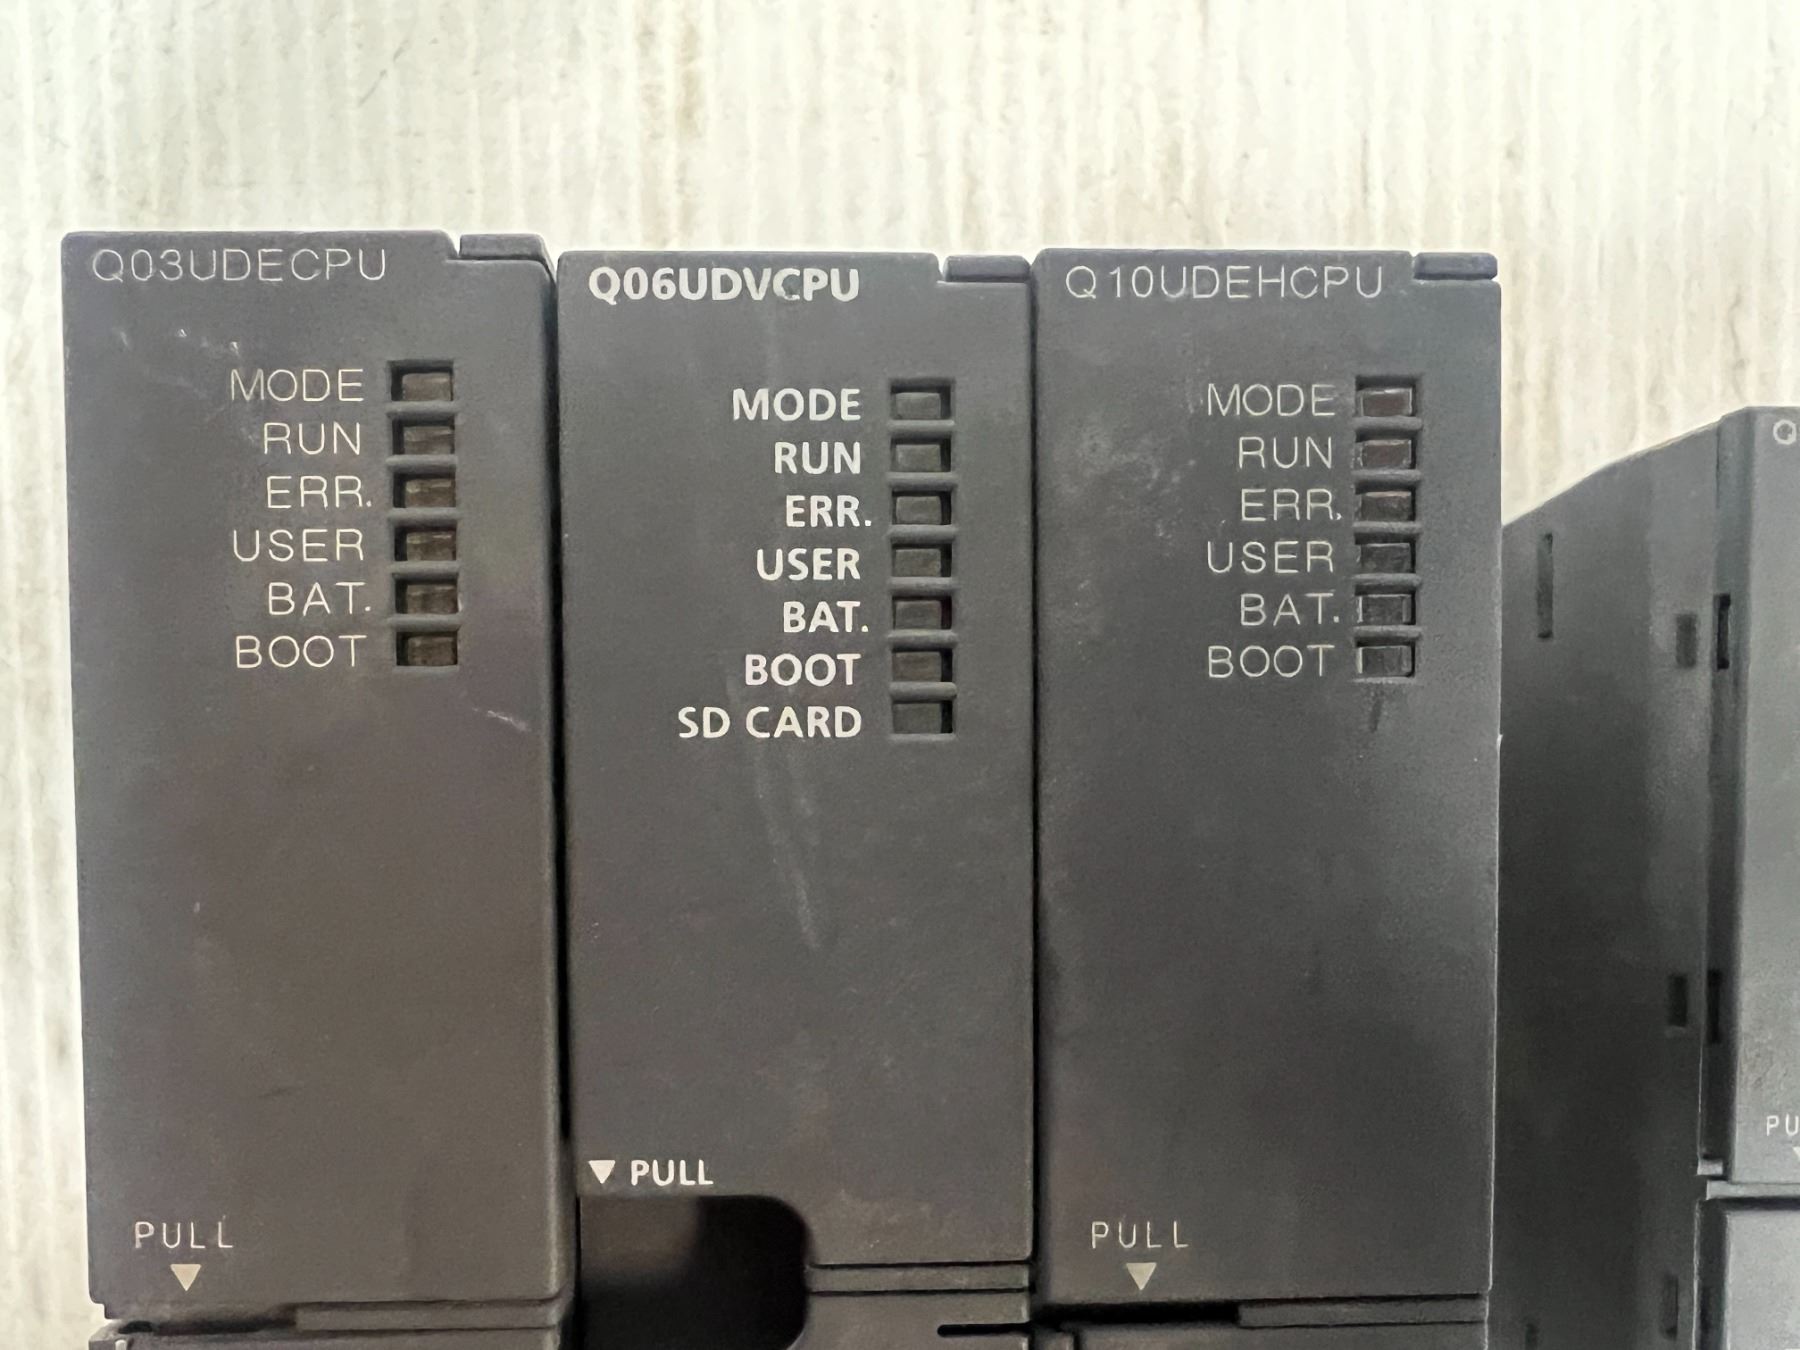 Q03UDECPU
MODE
RUN
ERR.
USER
BAT.
BOOT
PULL
Q06UDVCPU
MODE
RUN
ERR.
USER
BAT.
BOOT
SD CARD
PULL
Q10UDEHCPU
MODE
RUN
ERR.
USER
BAT.
BOOT
PULL
Q
PU